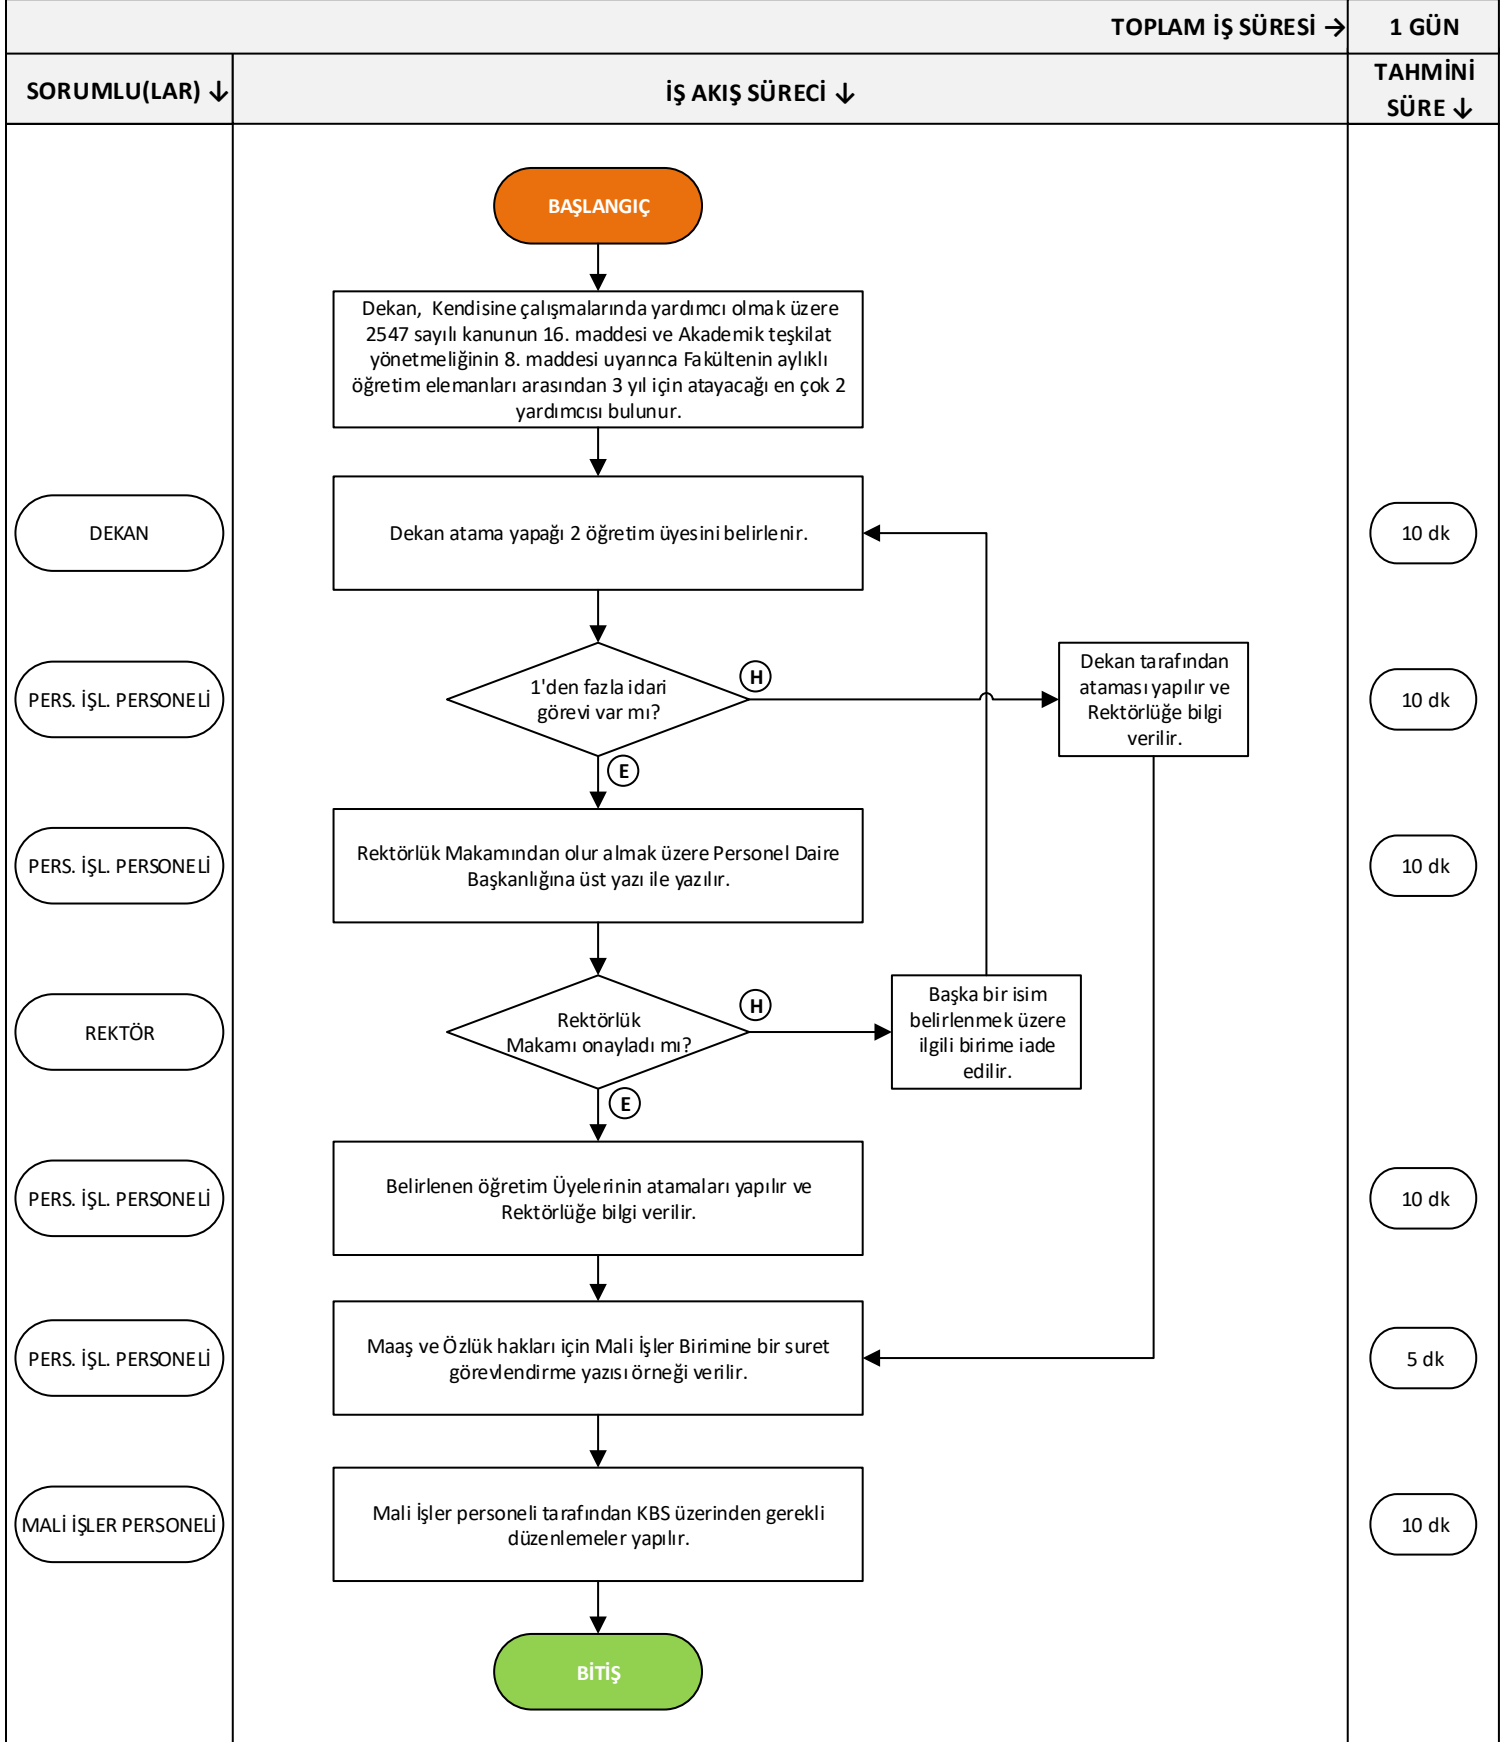 TOPLAM İŞ SÜRESİ →
1 GÜN
SORUMLU(LAR) ↓
İŞ AKIŞ SÜRECİ ↓
TAHMİNİ
SÜRE ↓
BAŞLANGIÇ
Dekan, Kendisine çalışmalarında yardımcı olmak üzere
2547 sayılı kanunun 16. maddesi ve Akademik teşkilat
yönetmeliğinin 8. maddesi uyarınca Fakültenin aylıklı
öğretim elemanları arasından 3 yıl için atayacağı en çok 2
yardımcısı bulunur.
DEKAN
Dekan atama yapağı 2 öğretim üyesini belirlenir.
10 dk
PERS. İŞL. PERSONELİ
1'den fazla idari
görevi var mı?
H
E
Dekan tarafından
ataması yapılır ve
Rektörlüğe bilgi
verilir.
10 dk
PERS. İŞL. PERSONELİ
Rektörlük Makamından olur almak üzere Personel Daire
Başkanlığına üst yazı ile yazılır.
10 dk
REKTÖR
Rektörlük
Makamı onayladı mı?
H
E
Başka bir isim
belirlenmek üzere
ilgili birime iade
edilir.
PERS. İŞL. PERSONELİ
Belirlenen öğretim Üyelerinin atamaları yapılır ve
Rektörlüğe bilgi verilir.
10 dk
PERS. İŞL. PERSONELİ
Maaş ve Özlük hakları için Mali İşler Birimine bir suret
görevlendirme yazısı örneği verilir.
5 dk
MALİ İŞLER PERSONELİ
Mali İşler personeli tarafından KBS üzerinden gerekli
düzenlemeler yapılır.
10 dk
BİTİŞ